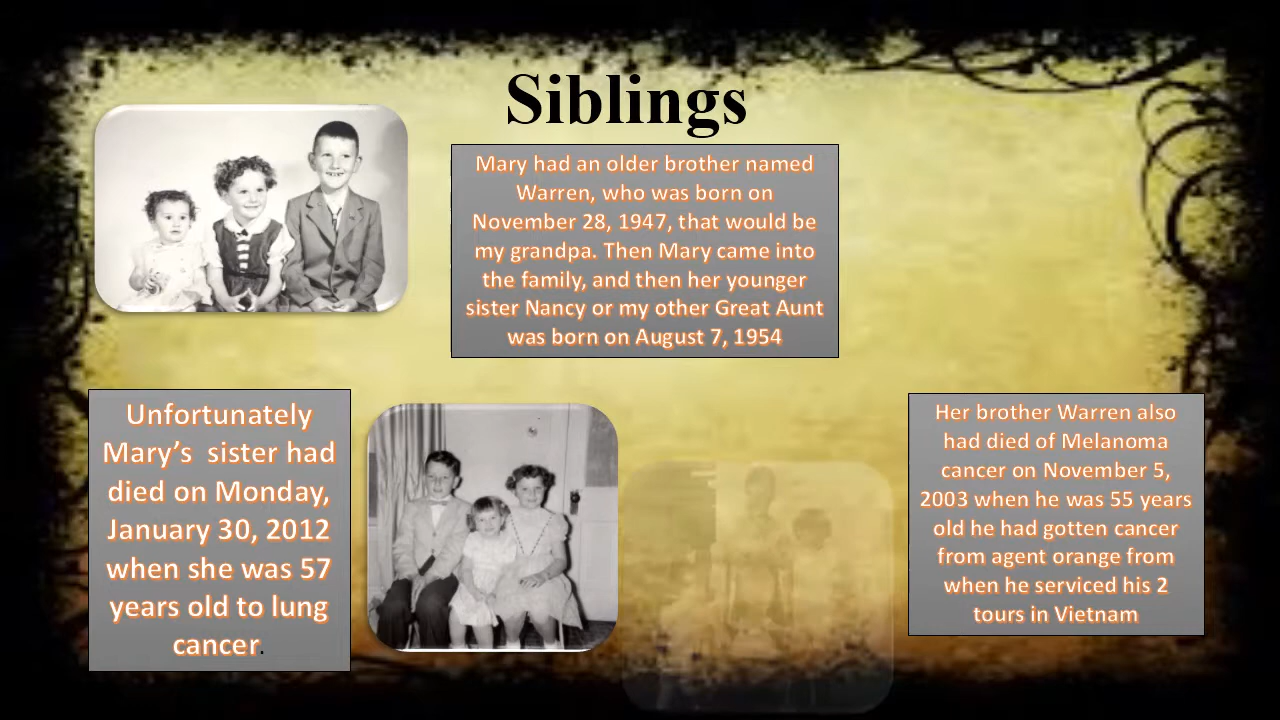 Siblings
Mary had an older brother named
Warren, who was born on
November 28, 1947, that would be
my grandpa. Then Mary came into
the family, and then her younger
sister Nancy or my other Great Aunt
was born on August 7, 1954
Unfortunately
Mary’s  sister had
died on Monday,
January 30, 2012
when she was 57
years old to lung
cancer.
Her brother Warren also
had died of Melanoma
cancer on November 5,
2003 when he was 55 years
old he had gotten cancer
from agent orange from
when he serviced his 2
tours in Vietnam